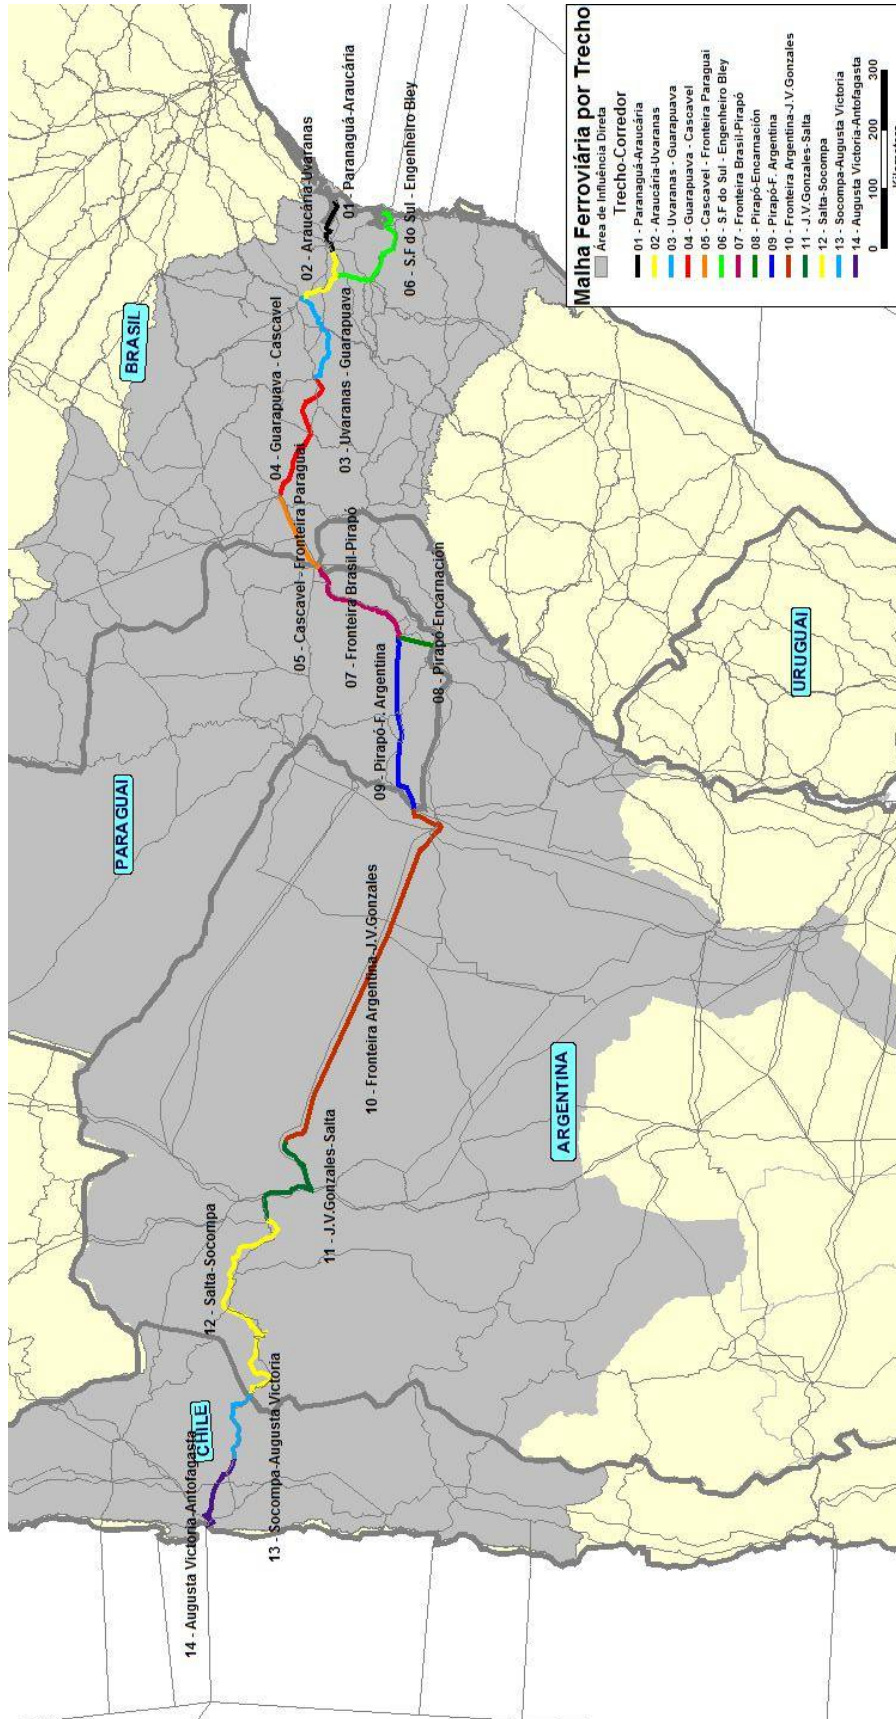 BRASIL
PARAGUAI
CHILE
ARGENTINA
URUGUAI
14 - Augusta Victoria-Antofagasta
13 - Socompa-Augusta Victoria
12 - Salta-Socompa
11 - J.V.Gonzales-Salta
10 - Fronteira Argentina-J.V.Gonzales
09 - Pirapó-F. Argentina
08 - Pirapó-Encarnación
07 - Fronteira Brasil-Pirapó
05 - Cascavel - Fronteira Paraguai
04 - Guarapuava - Cascavel
03 - Uvaranas - Guarapuava
02 - Araucária-Uvaranas
01 - Paranaguá-Araucária
06 - S.F do Sul - Engenheiro Bley
Malha Ferroviária por Trecho
Área de Influência Direta
Trecho-Corredor
01 - Paranaguá-Araucária
02 - Araucária-Uvaranas
03 - Uvaranas - Guarapuava
04 - Guarapuava - Cascavel
05 - Cascavel - Fronteira Paraguai
06 - S.F do Sul - Engenheiro Bley
07 - Fronteira Brasil-Pirapó
08 - Pirapó-Encarnación
09 - Pirapó-F. Argentina
10 - Fronteira Argentina-J.V.Gonzales
11 - J.V.Gonzales-Salta
12 - Salta-Socompa
13 - Socompa-Augusta Victoria
14 - Augusta Victoria-Antofagasta
0 100 200 300